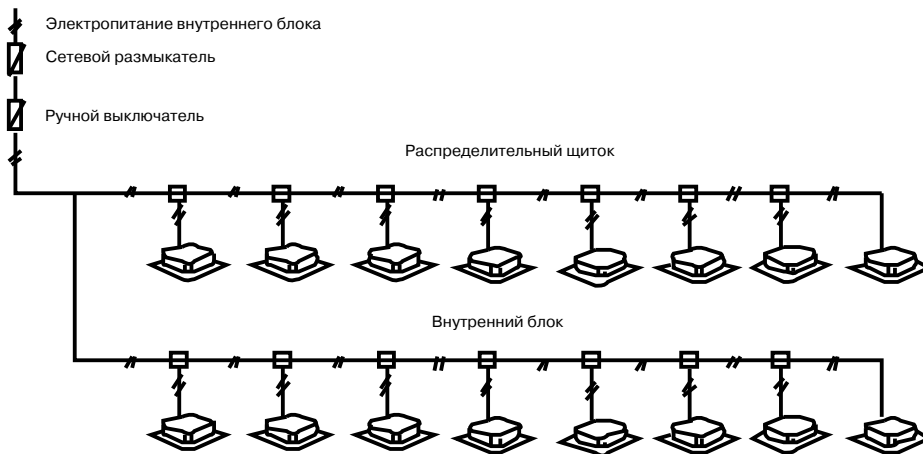 Электропитание внутреннего блока
Сетевой размыкатель
Ручной выключатель
Распределительный щиток
Внутренний блок